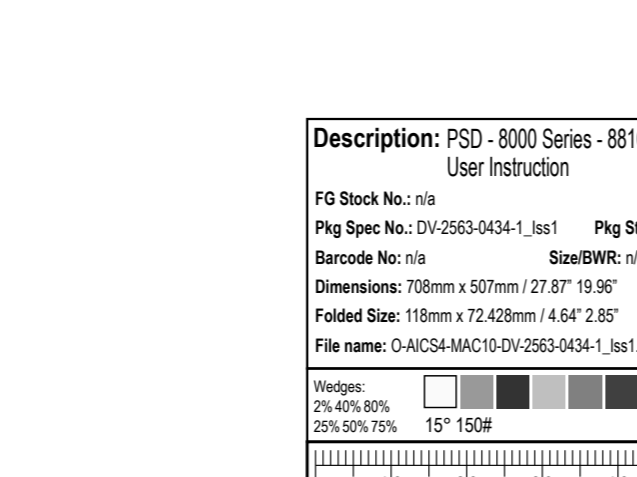 Description: PSD - 8000 Series - 881
User Instruction
FG Stock No.: n/a
Pkg Spec No.: DV-2563-0434-1_Iss1 Pkg St
Barcode No: n/a Size/BWR: n/
Dimensions: 708mm x 507mm / 27.87” 19.96”
Folded Size: 118mm x 72.428mm / 4.64” 2.85”
File name: O-AICS4-MAC10-DV-2563-0434-1_Iss1.
Wedges:
2% 40% 80%
25% 50% 75% 15° 150#